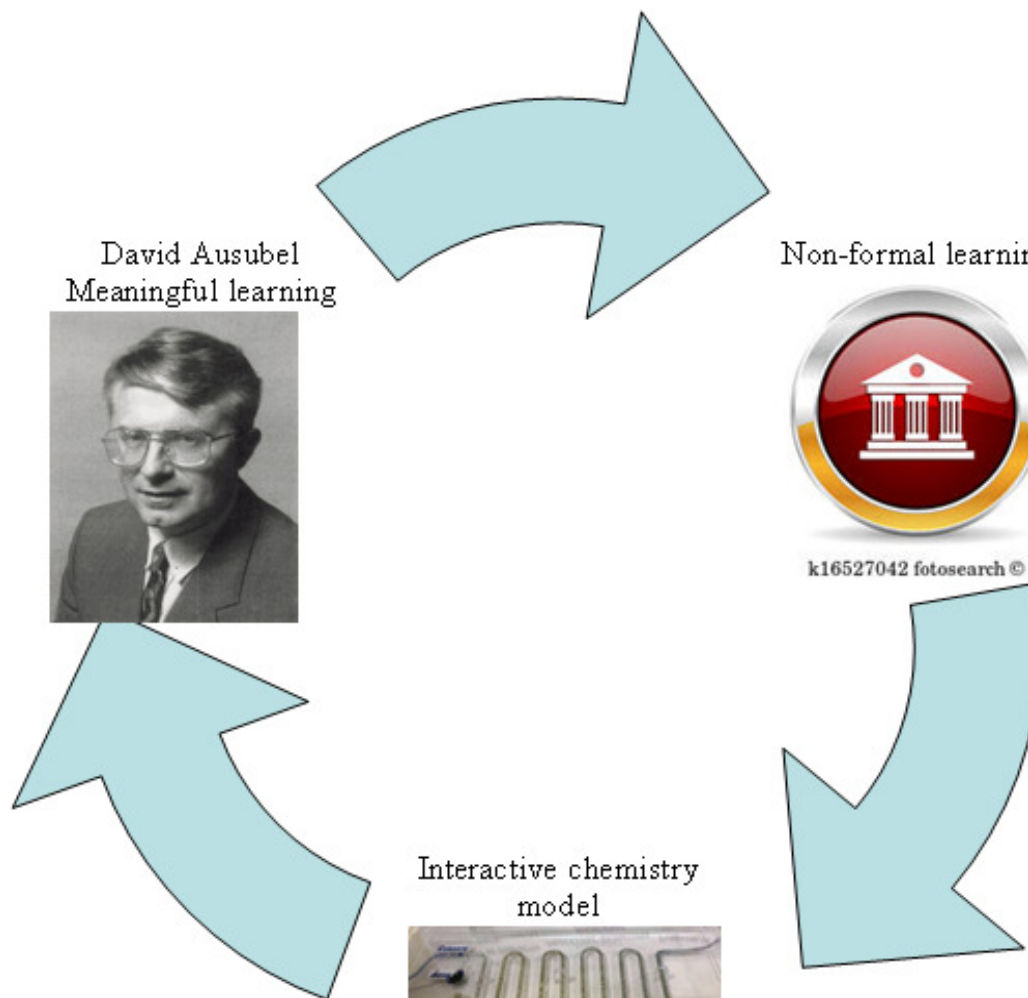 David Ausubel
Meaningful learning
Non-formal learnin
k16527042 fotosearch ©
Interactive chemistry
model